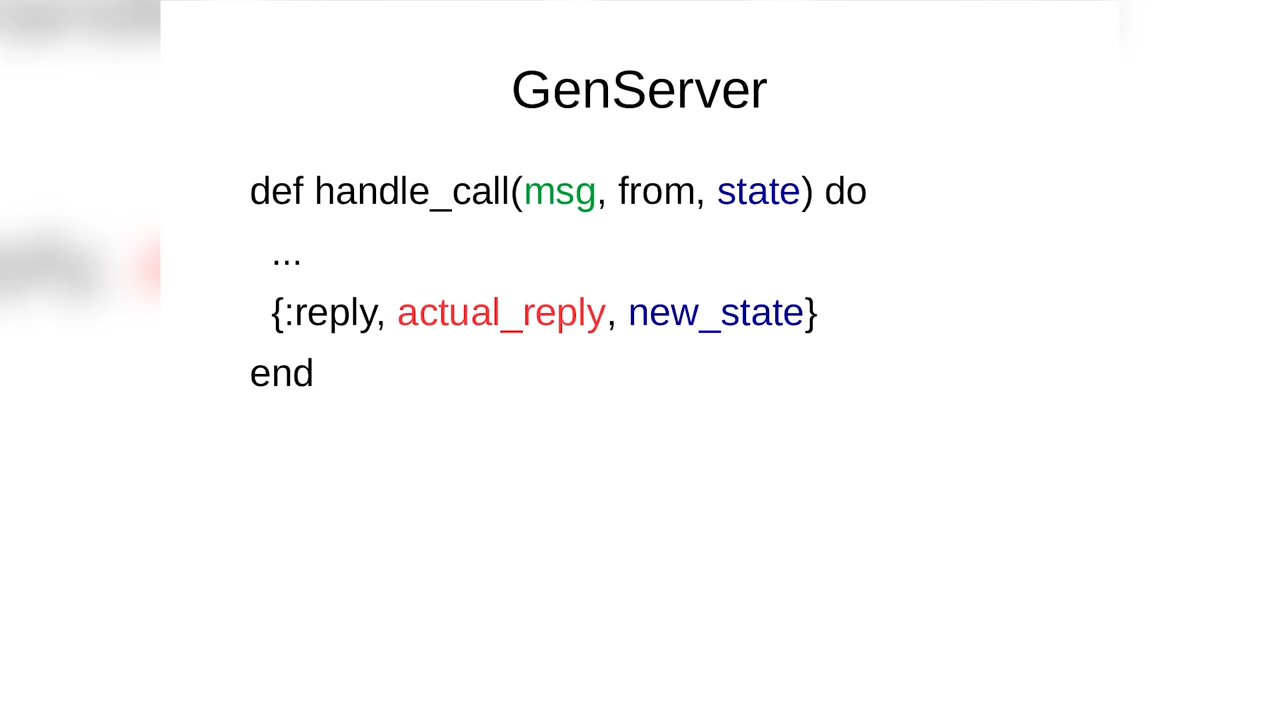 GenServer
def handle_call(msg, from, state) do
...
{:reply, actual_reply, new_state}
end